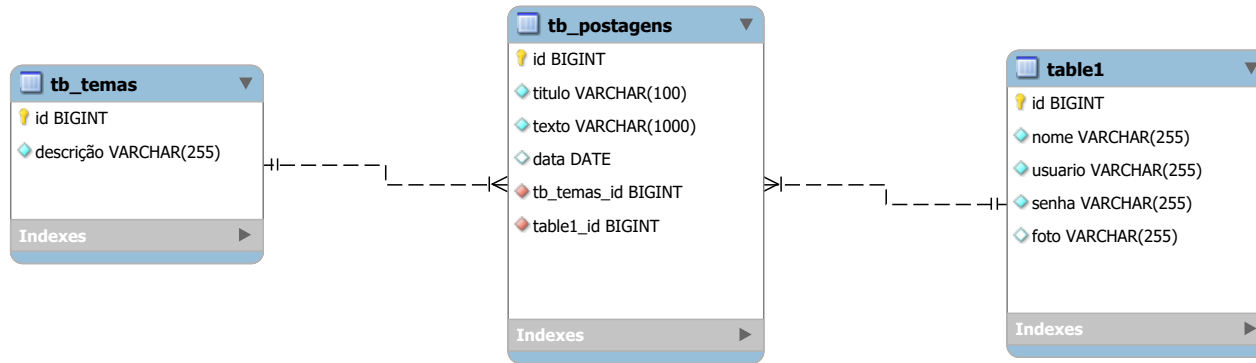 tb_temas
id BIGINT
descrição VARCHAR(255)
Indexes
tb_postagens
id BIGINT
titulo VARCHAR(100)
texto VARCHAR(1000)
data DATE
tb_temas_id BIGINT
table1_id BIGINT
Indexes
table1
id BIGINT
nome VARCHAR(255)
usuario VARCHAR(255)
senha VARCHAR(255)
foto VARCHAR(255)
Indexes